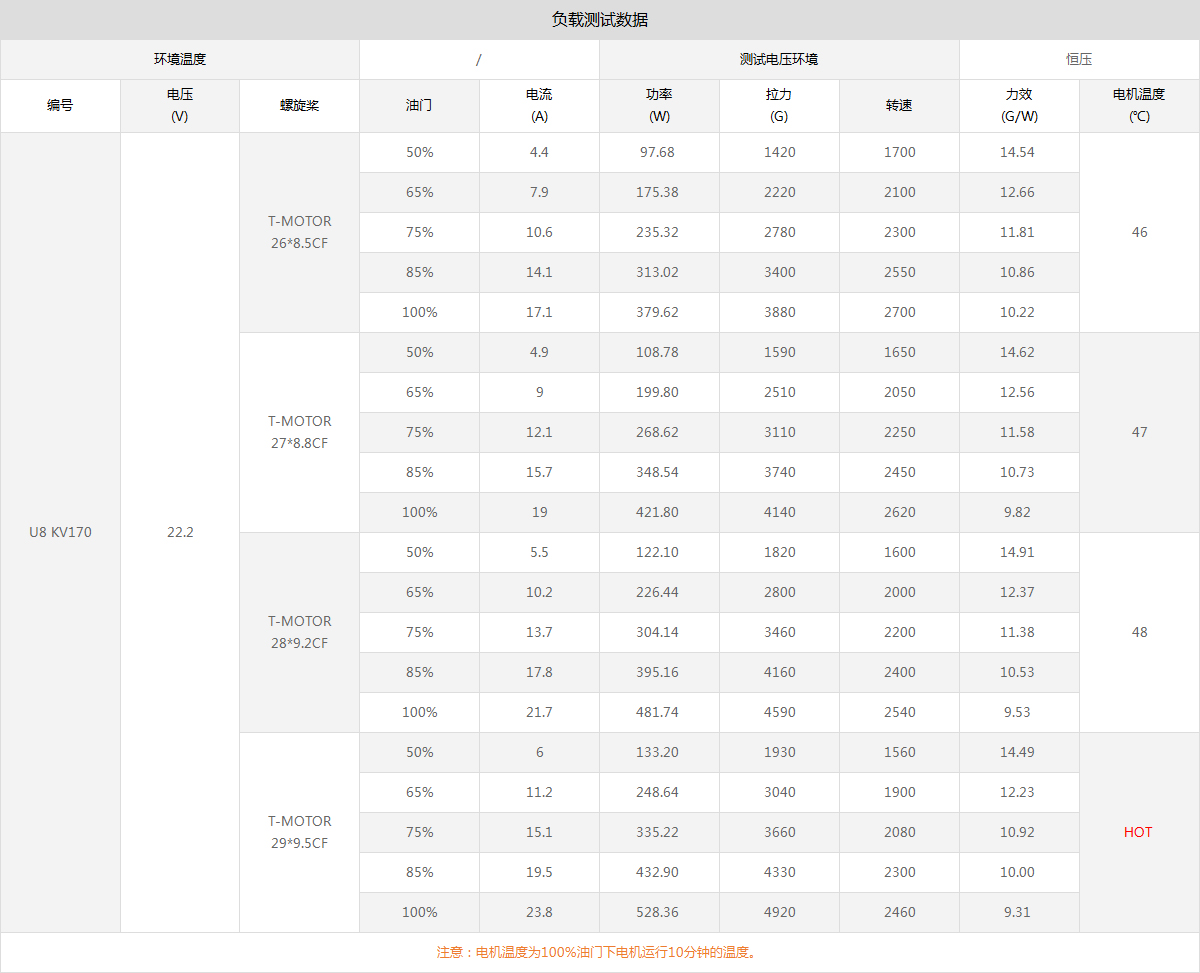 负载测试数据
环境温度 / 测试电压环境 恒压
编号 电压 (V) 螺旋桨 油门 电流 (A) 功率 (W) 拉力 (G) 转速 力效 (G/W) 电机温度 (℃)
U8 KV170 22.2
T-MOTOR
26*8.5CF
50% 4.4 97.68 1420 1700 14.54
65% 7.9 175.38 2220 2100 12.66
75% 10.6 235.32 2780 2300 11.81
85% 14.1 313.02 3400 2550 10.86
100% 17.1 379.62 3880 2700 10.22
46
T-MOTOR
27*8.8CF
50% 4.9 108.78 1590 1650 14.62
65% 9 199.80 2510 2050 12.56
75% 12.1 268.62 3110 2250 11.58
85% 15.7 348.54 3740 2450 10.73
100% 19 421.80 4140 2620 9.82
47
T-MOTOR
28*9.2CF
50% 5.5 122.10 1820 1600 14.91
65% 10.2 226.44 2800 2000 12.37
75% 13.7 304.14 3460 2200 11.38
85% 17.8 395.16 4160 2400 10.53
100% 21.7 481.74 4590 2540 9.53
48
T-MOTOR
29*9.5CF
50% 6 133.20 1930 1560 14.49
65% 11.2 248.64 3040 1900 12.23
75% 15.1 335.22 3660 2080 10.92
85% 19.5 432.90 4330 2300 10.00
100% 23.8 528.36 4920 2460 9.31
HOT
注意：电机温度为100%油门下电机运行10分钟的温度。